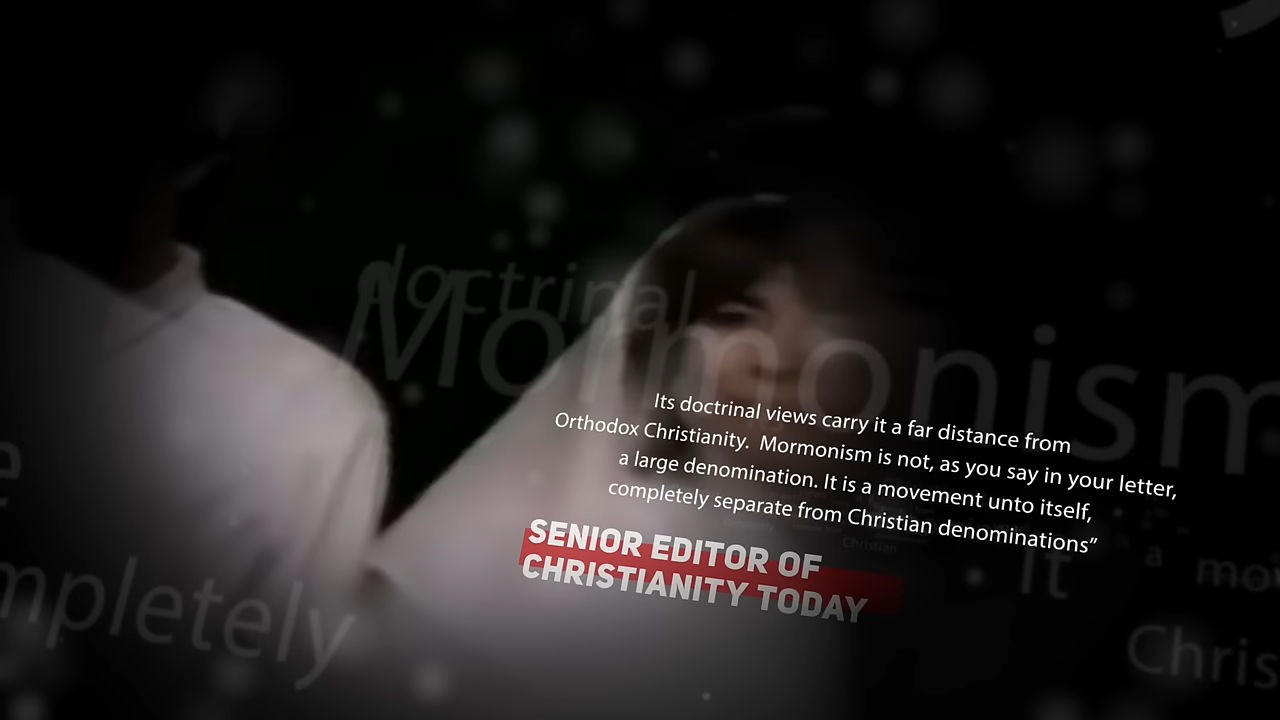 doctrinal
Mormonism
Its doctrinal views carry it a far distance from
Orthodox Christianity.  Mormonism is not, as you say in your letter,
a large denomination. It is a movement unto itself,
completely separate from Christian denominations”
SENIOR EDITOR OF
CHRISTIANITY TODAY
Christian
It
a mo
e
mpletely
Chris